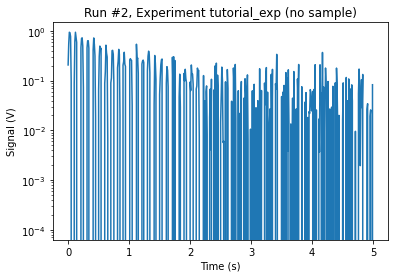 Run #2, Experiment tutorial_exp (no sample)
Signal (V)
10⁰
10⁻¹
10⁻²
10⁻³
10⁻⁴
0 1 2 3 4 5
Time (s)